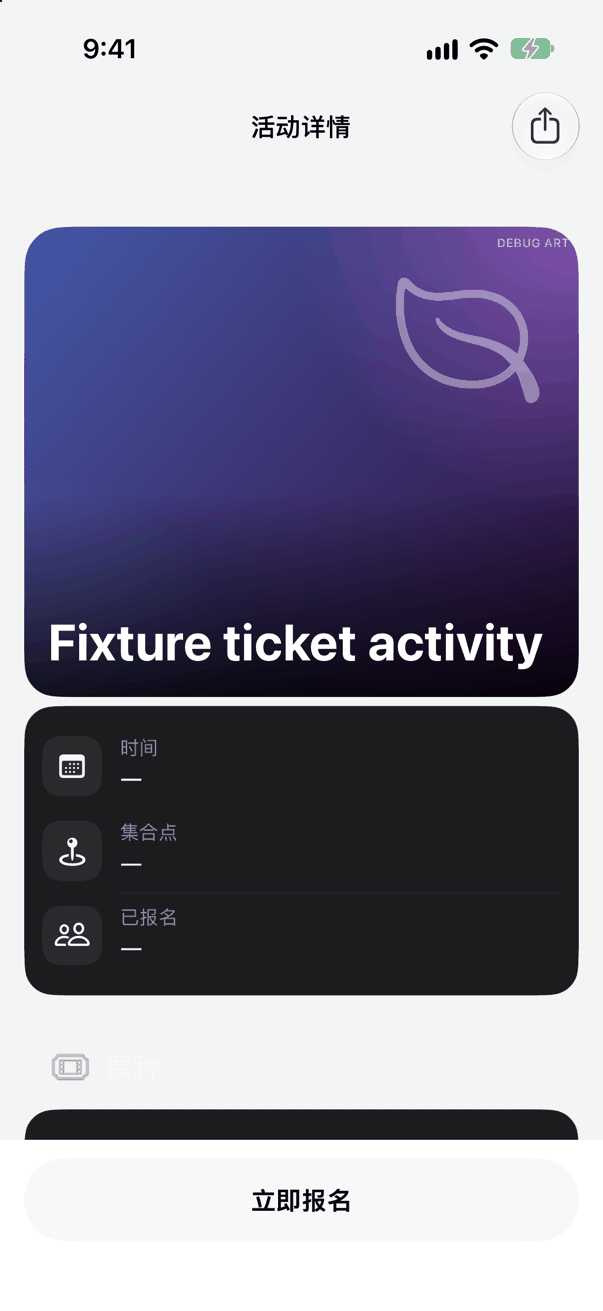 9:41
活动详情
DEBUG ART
Fixture ticket activity
时间
—
集合点
—
已报名
—
票种
立即报名